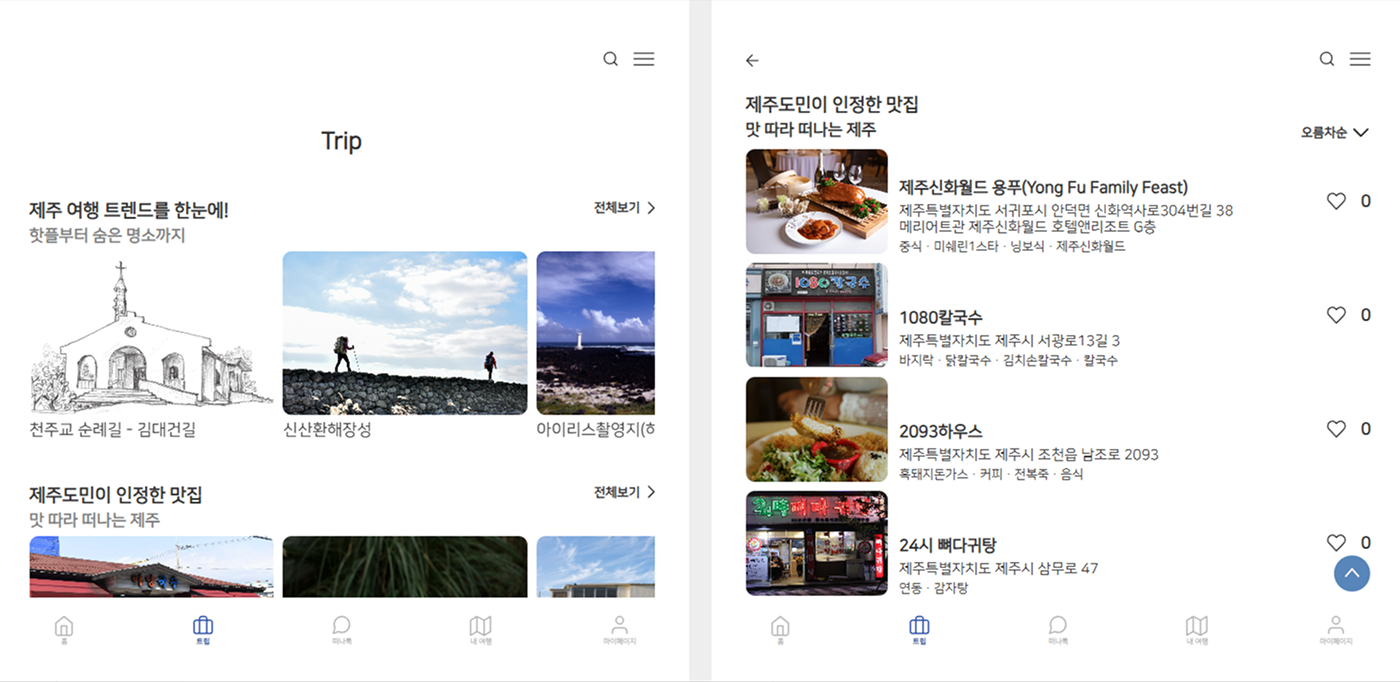 Trip
제주 여행 트렌드를 한눈에!
전체보기
핫플부터 숨은 명소까지
천주교 순례길 - 김대건길
신산환해장성
아이리스촬영지(하
제주도민이 인정한 맛집
전체보기
맛 따라 떠나는 제주
홈
트립
떠나톡
내 여행
마이페이지
제주도민이 인정한 맛집
맛 따라 떠나는 제주
오름차순
제주신화월드 용푸(Yong Fu Family Feast)
제주특별자치도 서귀포시 안덕면 신화역사로304번길 38
메리어트관 제주신화월드 호텔앤리조트 G층
중식 · 미쉐린1스타 · 닝보식 · 제주신화월드
0
1080칼국수
1080칼국수
제주특별자치도 제주시 서광로13길 3
바지락 · 닭칼국수 · 김치손칼국수 · 칼국수
0
2093하우스
제주특별자치도 제주시 조천읍 남조로 2093
흑돼지돈가스 · 커피 · 전복죽 · 음식
0
24시 뼈다귀탕
제주특별자치도 제주시 삼무로 47
연동 · 감자탕
0
홈
트립
떠나톡
내 여행
마이페이지